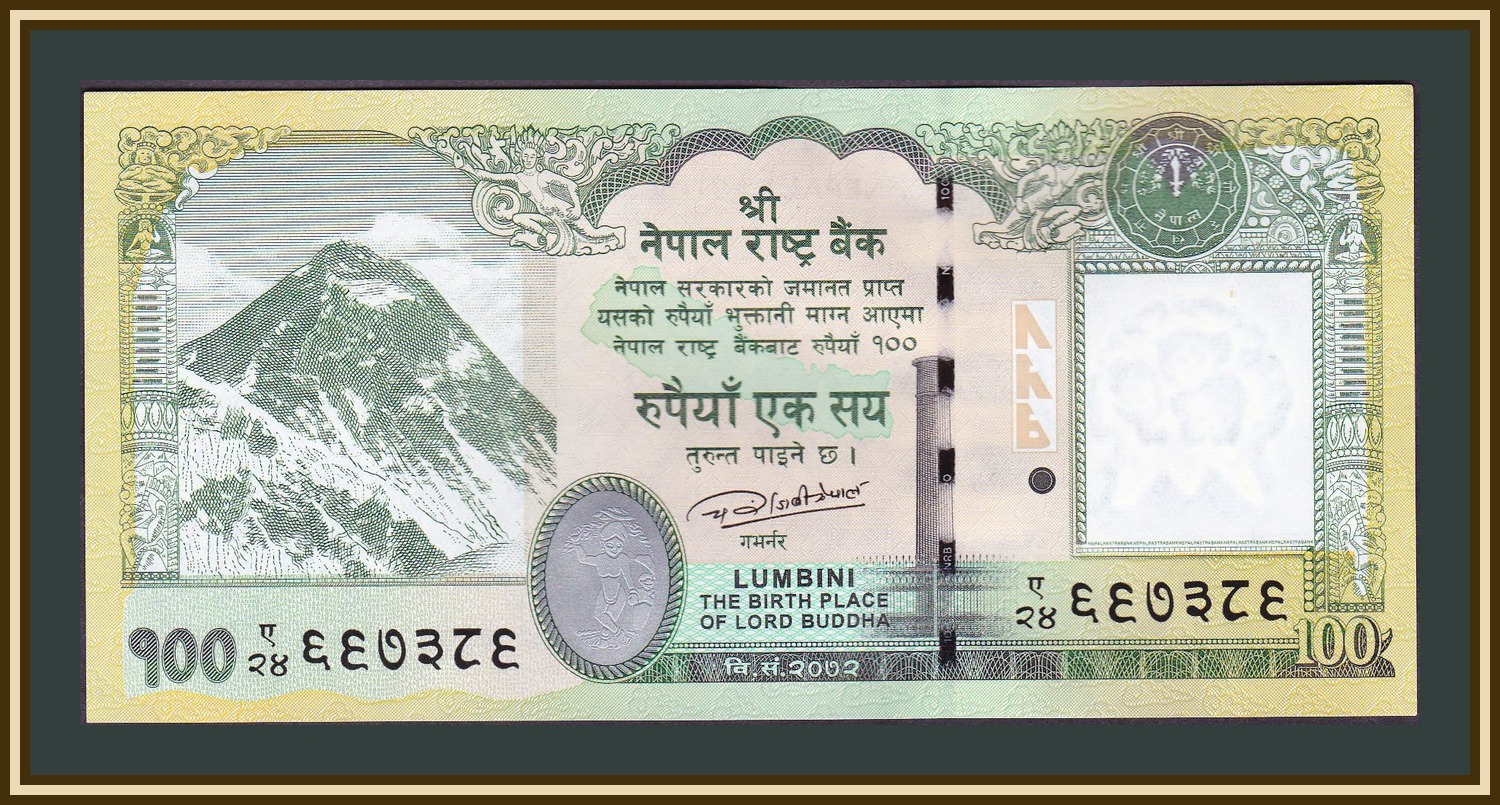 श्री
नेपाल राष्ट्र बैंक
नेपाल सरकारको जमानत प्राप्त
यसको रुपैयाँ भुक्तानी माग्न आएमा
नेपाल राष्ट्र बैंकबाट रुपैयाँ १००
रुपैयाँ एक सय
तुरुन्त पाइने छ ।
गभर्नर
LUMBINI
THE BIRTH PLACE
OF LORD BUDDHA
वि.सं.२०७२
१००
ए
२४ ६६७३८६
NRB
ए
२४ ६६७३८६
100